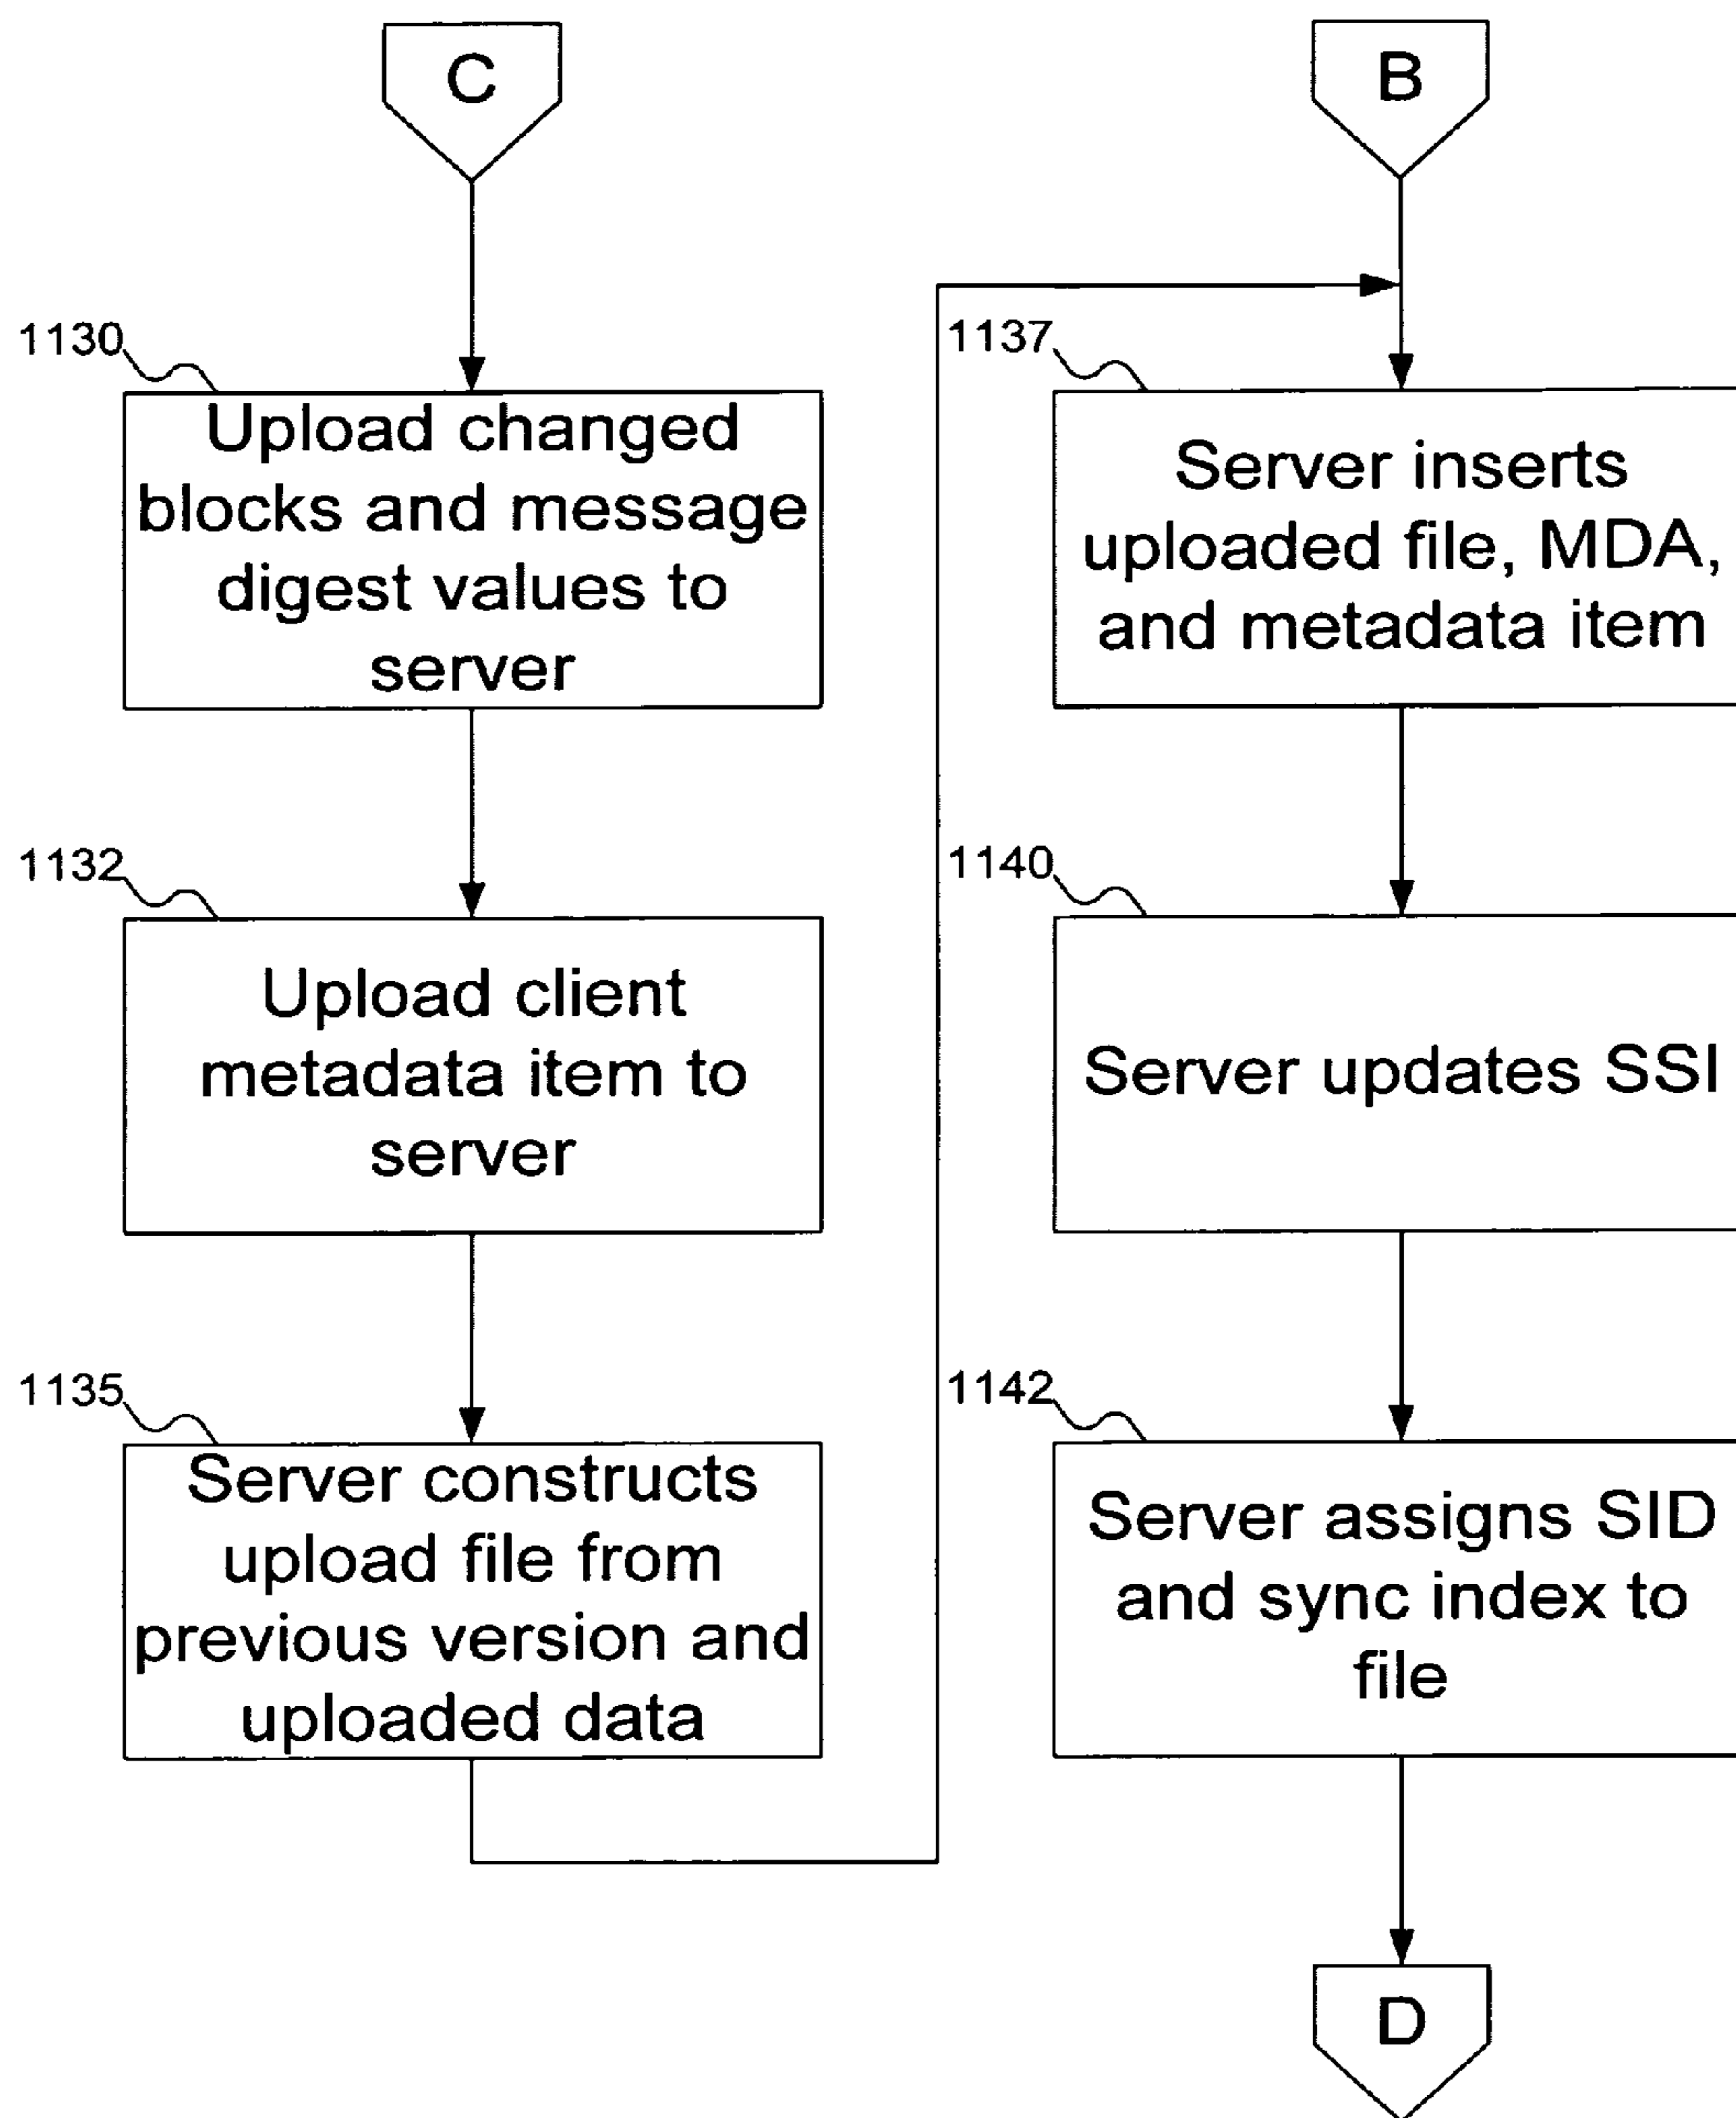 C
1130
Upload changed
blocks and message
digest values to
server
1132
Upload client
metadata item to
server
1135
Server constructs
upload file from
previous version and
uploaded data
B
1137
Server inserts
uploaded file, MDA,
and metadata item
1140
Server updates SSI
1142
Server assigns SID
and sync index to
file
D